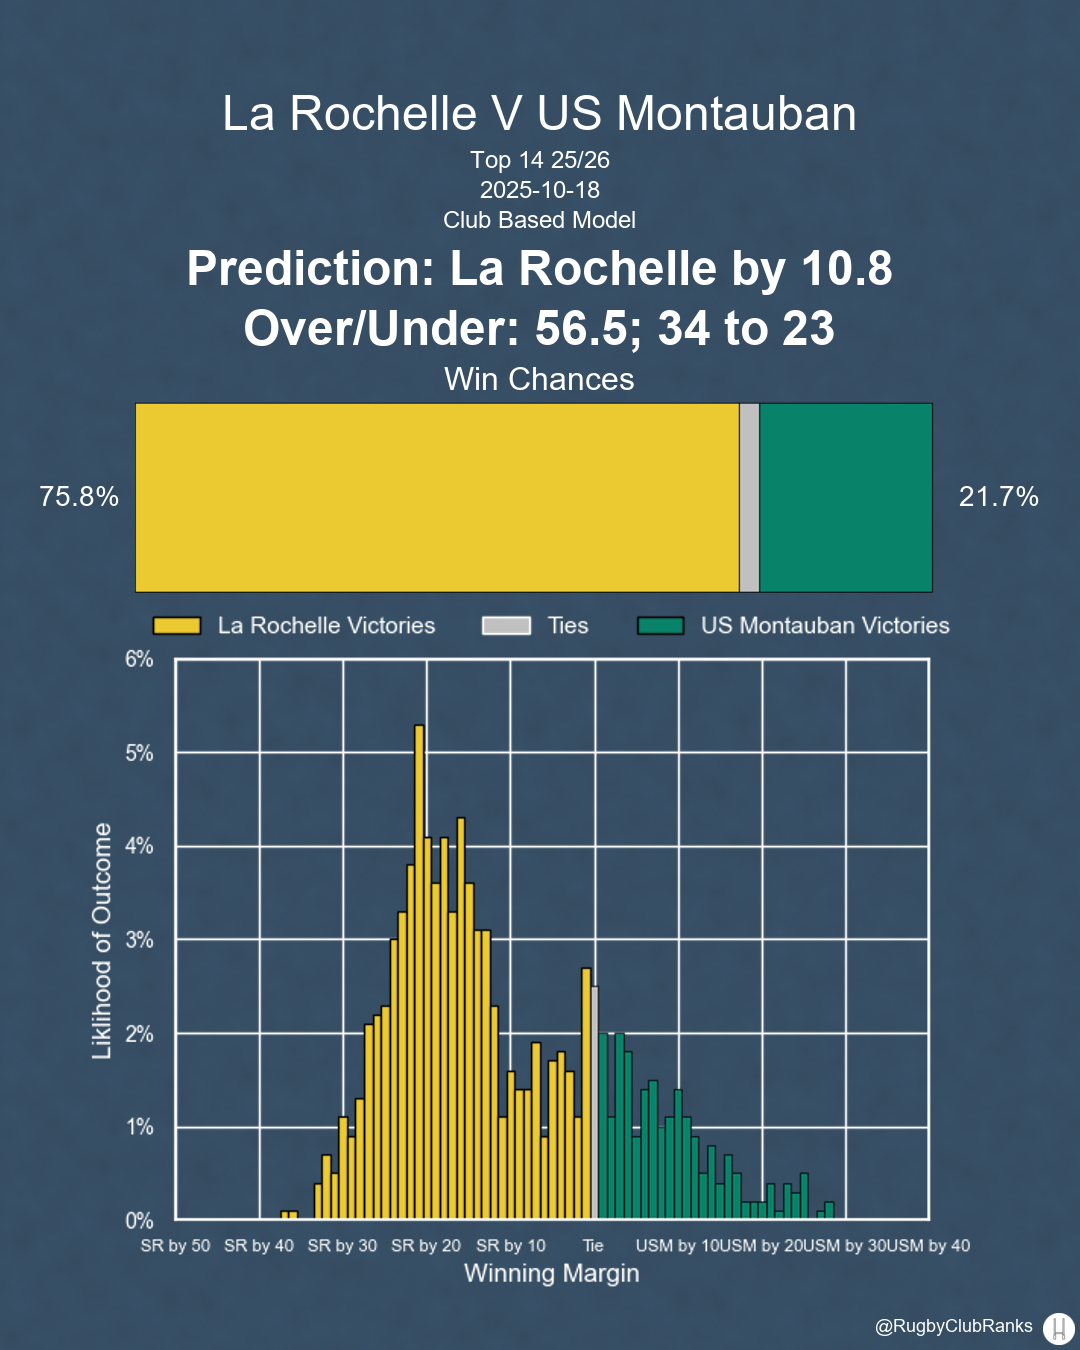 La Rochelle V US Montauban
Top 14 25/26
2025-10-18
Club Based Model
Prediction: La Rochelle by 10.8
Over/Under: 56.5; 34 to 23
Win Chances
75.8%
21.7%
La Rochelle Victories
Ties
US Montauban Victories
6%
5%
4%
3%
2%
1%
0%
Liklihood of Outcome
SR by 50
SR by 40
SR by 30
SR by 20
SR by 10
Tie
USM by 10
USM by 20
USM by 30
USM by 40
Winning Margin
@RugbyClubRanks